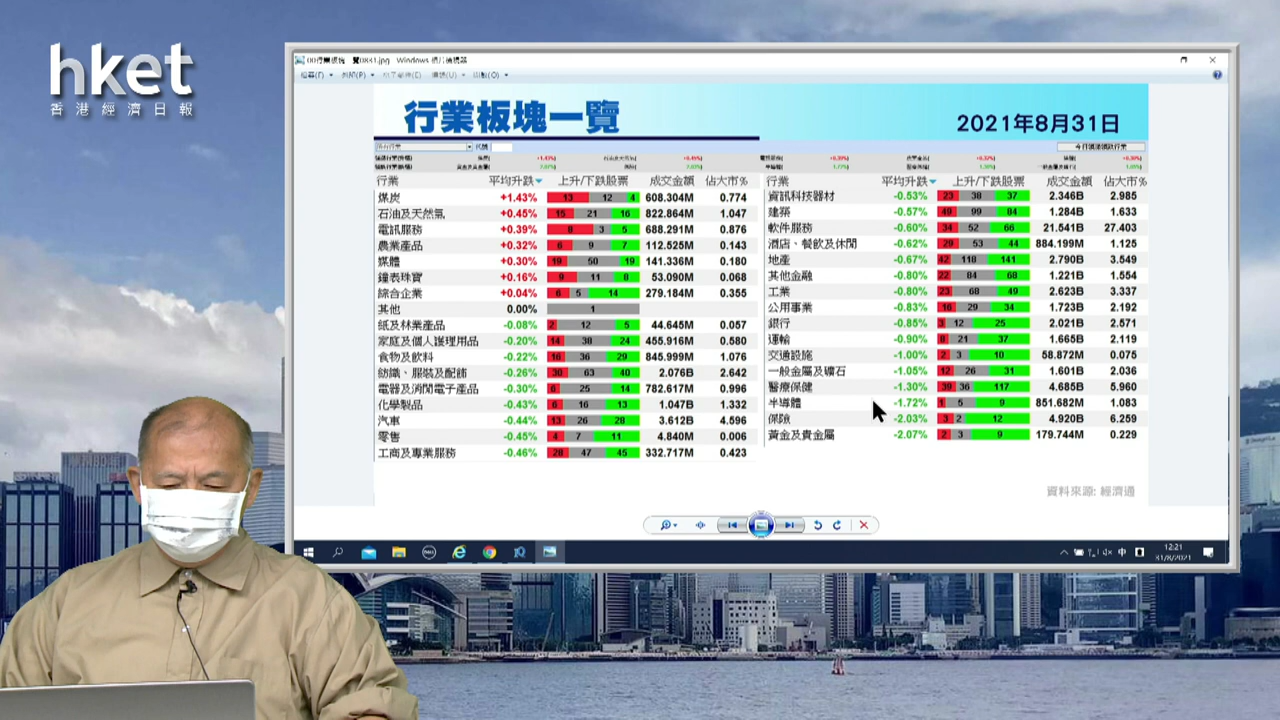 hket
香港經濟日報
行業板塊一覽
2021年8月31日
行業 平均升跌 上升/下跌股票 成交金額 佔大市%
煤炭 +1.43% 13 12 4 608.304M 0.774
石油及天然氣 +0.45% 15 21 16 822.864M 1.047
電訊服務 +0.39% 8 3 5 688.291M 0.876
農業產品 +0.32% 6 9 7 112.525M 0.143
媒體 +0.30% 19 50 19 141.336M 0.180
鐘表珠寶 +0.16% 9 11 8 53.090M 0.068
綜合企業 +0.04% 6 5 14 279.184M 0.355
其他 0.00% 1
紙及林業產品 -0.08% 2 12 5 44.645M 0.057
家庭及個人護理用品 -0.20% 14 38 24 455.916M 0.580
食物及飲料 -0.22% 18 36 29 845.999M 1.076
紡織、服裝及配飾 -0.26% 30 63 40 2.076B 2.642
電器及消閒電子產品 -0.30% 6 25 14 782.617M 0.996
化學製品 -0.43% 6 16 13 1.047B 1.332
汽車 -0.44% 13 26 28 3.612B 4.596
零售 -0.45% 4 7 11 4.840M 0.006
工商及專業服務 -0.46% 28 47 45 332.717M 0.423
行業 平均升跌 上升/下跌股票 成交金額 佔大市%
資訊科技器材 -0.53% 23 38 37 2.346B 2.985
建築 -0.57% 49 99 84 1.284B 1.633
軟件服務 -0.60% 34 52 66 21.541B 27.403
酒店、餐飲及休閒 -0.62% 29 53 44 884.199M 1.125
地產 -0.67% 42 118 141 2.790B 3.549
其他金融 -0.80% 22 84 68 1.221B 1.554
工業 -0.80% 23 68 49 2.623B 3.337
公用事業 -0.83% 16 29 34 1.723B 2.192
銀行 -0.85% 3 12 25 2.021B 2.571
運輸 -0.90% 8 21 37 1.665B 2.119
交通設施 -1.00% 2 3 10 58.872M 0.075
一般金屬及礦石 -1.05% 12 26 31 1.601B 2.036
醫療保健 -1.30% 39 36 117 4.685B 5.960
半導體 -1.72% 1 5 9 851.682M 1.083
保險 -2.03% 3 2 12 4.920B 6.259
黃金及貴金屬 -2.07% 2 3 9 179.744M 0.229
資料來源: 經濟通
12:21
31/8/2021